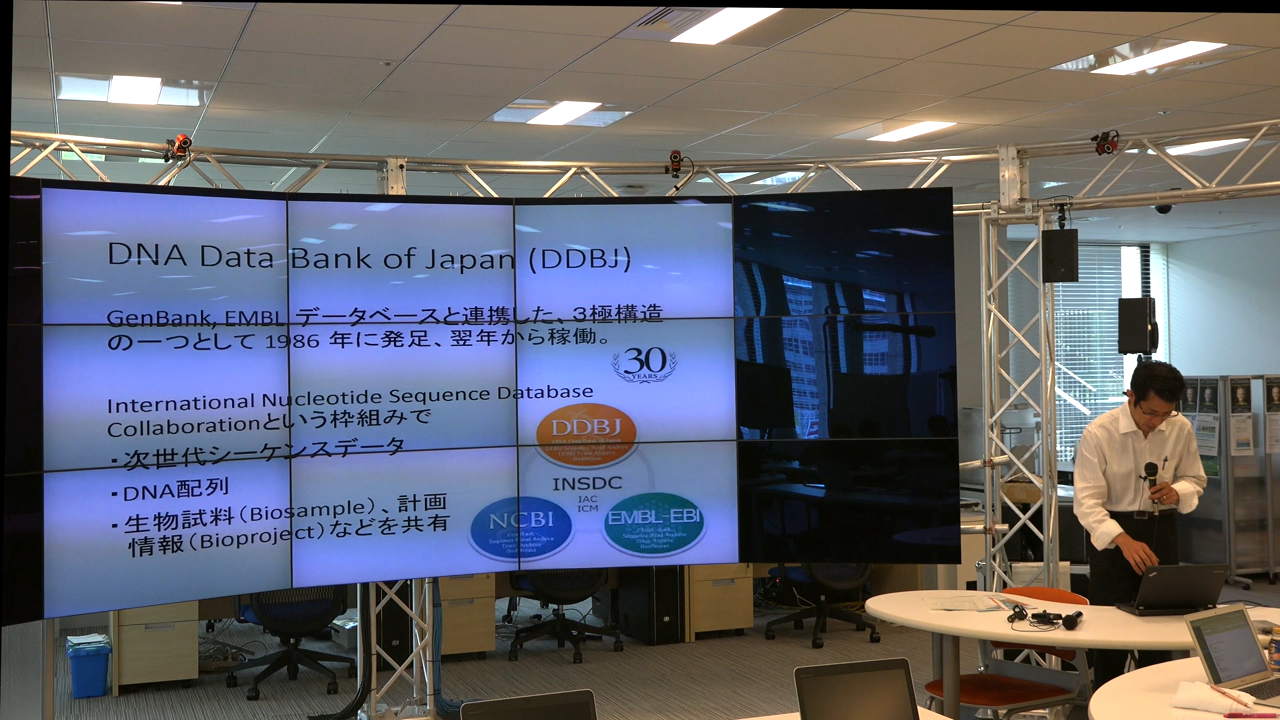 DNA Data Bank of Japan (DDBJ)
GenBank, EMBL データベースと連携した、３極構造
の一つとして 1986 年に発足、翌年から稼働。
30
YEARS
International Nucleotide Sequence Database
Collaborationという枠組みで
・次世代シーケンスデータ
・DNA配列
・生物試料（Biosample）、計画
情報（Bioproject）などを共有
DDBJ
INSDC
IAC
ICM
NCBI
EMBL-EBI